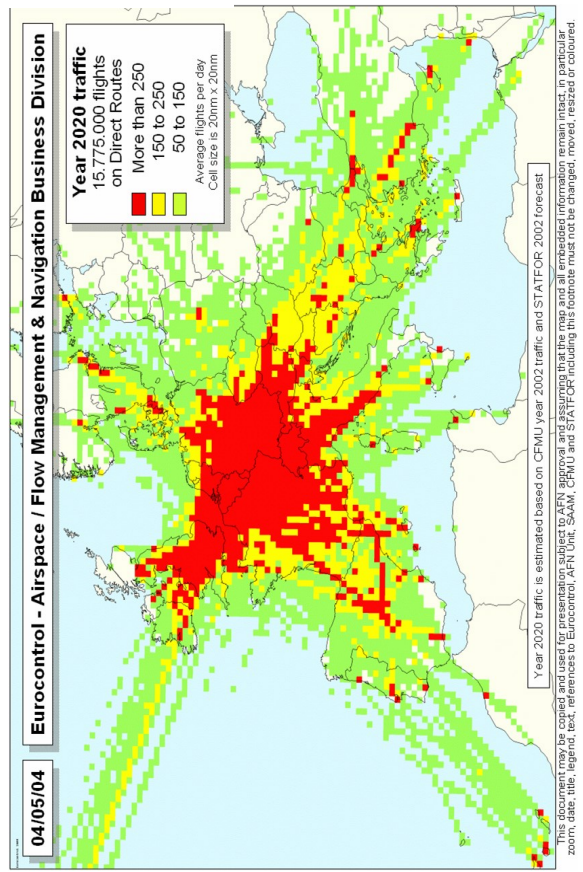 04/05/04
Eurocontrol - Airspace / Flow Management & Navigation Business Division
Year 2020 traffic
15.775.000 flights
on Direct Routes
More than 250
150 to 250
50 to 150
Average flights per day
Cell size is 20nm x 20nm
Year 2020 traffic is estimated based on CFMU year 2002 traffic and STATFOR 2002 forecast
This document may be copied and used for presentation subject to AFN approval and assuming that the map and all embedded information remain intact, in particular
zoom, date, title, legend, text, references to Eurocontrol, AFN Unit, SAAM, CFMU and STATFOR including this footnote must not be changed, moved, resized or coloured.